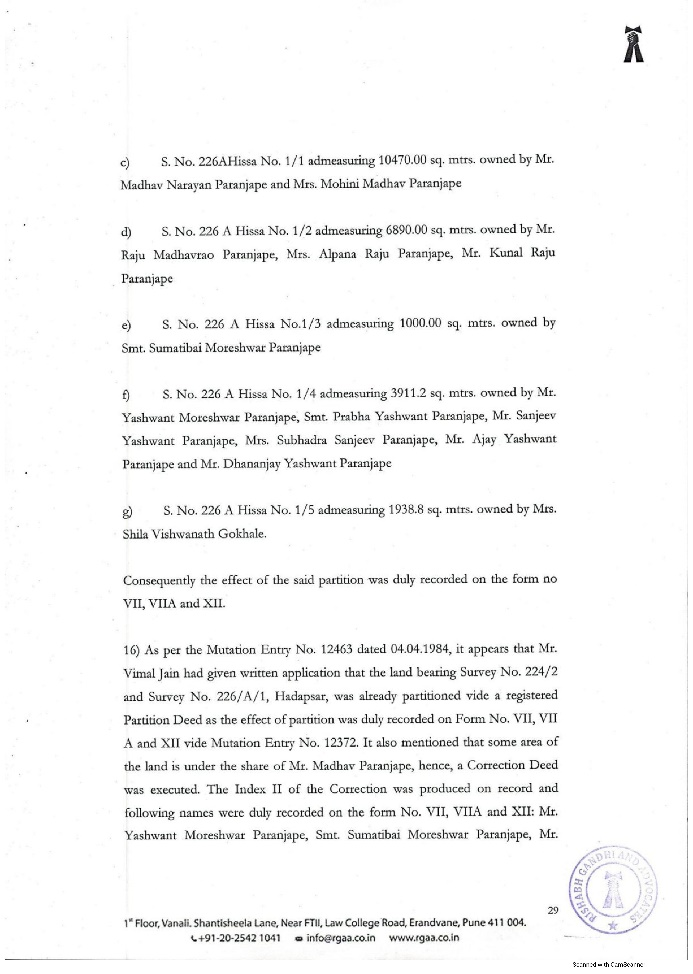 c) S. No. 226AHissa No. 1/1 admeasuring 10470.00 sq. mtrs. owned by Mr.
Madhav Narayan Paranjape and Mrs. Mohini Madhav Paranjape
d) S. No. 226 A Hissa No. 1/2 admeasuring 6890.00 sq. mtrs. owned by Mr.
Raju Madhavrao Paranjape, Mrs. Alpana Raju Paranjape, Mr. Kunal Raju
Paranjape
e) S. No. 226 A Hissa No.1/3 admeasuring 1000.00 sq. mtrs. owned by
Smt. Sumatibai Moreshwar Paranjape
f) S. No. 226 A Hissa No. 1/4 admeasuring 3911.2 sq. mtrs. owned by Mr.
Yashwant Moreshwar Paranjape, Smt. Prabha Yashwant Paranjape, Mr. Sanjeev
Yashwant Paranjape, Mrs. Subhadra Sanjeev Paranjape, Mr. Ajay Yashwant
Paranjape and Mr. Dhananjay Yashwant Paranjape
g) S. No. 226 A Hissa No. 1/5 admeasuring 1938.8 sq. mtrs. owned by Mrs.
Shila Vishwanath Gokhale.
Consequently the effect of the said partition was duly recorded on the form no
VII, VIIA and XII.
16) As per the Mutation Entry No. 12463 dated 04.04.1984, it appears that Mr.
Vimal Jain had given written application that the land bearing Survey No. 224/2
and Survey No. 226/A/1, Hadapsar, was already partitioned vide a registered
Partition Deed as the effect of partition was duly recorded on Form No. VII, VII
A and XII vide Mutation Entry No. 12372. It also mentioned that some area of
the land is under the share of Mr. Madhav Paranjape, hence, a Correction Deed
was executed. The Index II of the Correction was produced on record and
following names were duly recorded on the form No. VII, VIIA and XII: Mr.
Yashwant Moreshwar Paranjape, Smt. Sumatibai Moreshwar Paranjape, Mr.
RISHABH GANDHI AND ADVOCATES
29
1st Floor, Vanali. Shantisheela Lane, Near FTII, Law College Road, Erandvane, Pune 411 004.
+91-20-2542 1041 info@rgaa.co.in www.rgaa.co.in
Scanned with CamScanner